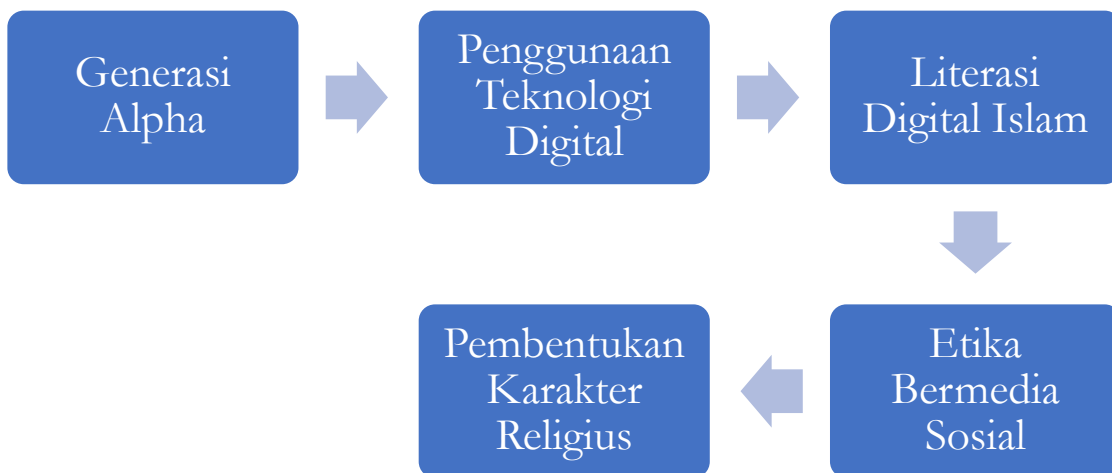 Generasi
Alpha
Penggunaan
Teknologi
Digital
Literasi
Digital Islam
Etika
Bermedia
Sosial
Pembentukan
Karakter
Religius